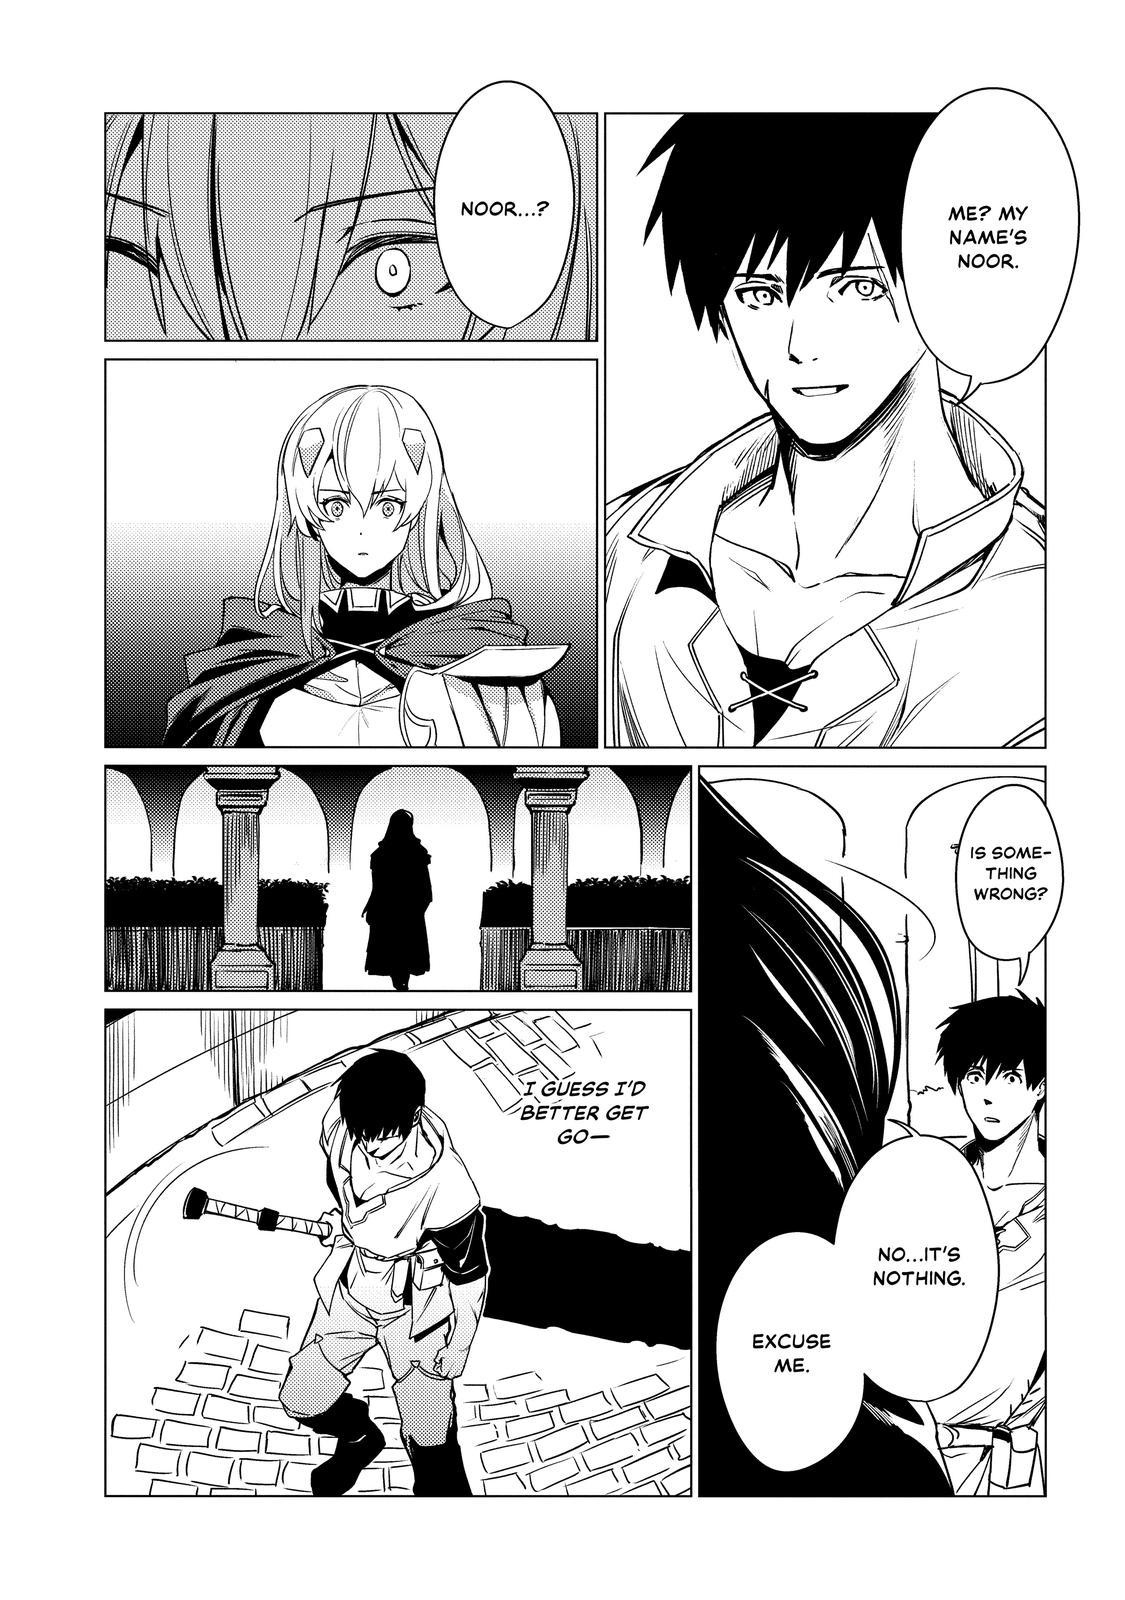 ME? MY
NAME'S
NOOR.
NOOR...?
IS SOME-
THING
WRONG?
NO...IT'S
NOTHING.
EXCUSE
ME.
I GUESS I'D
BETTER GET
GO—